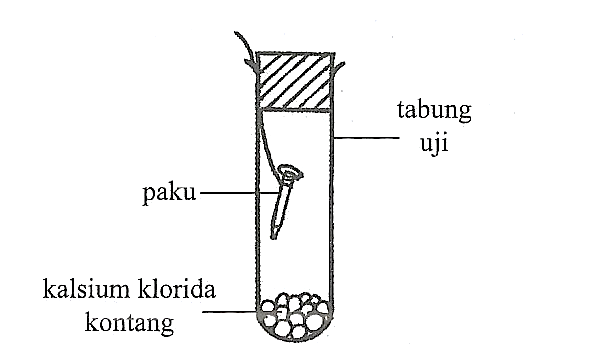 tabung
uji
paku
kalsium klorida
kontang